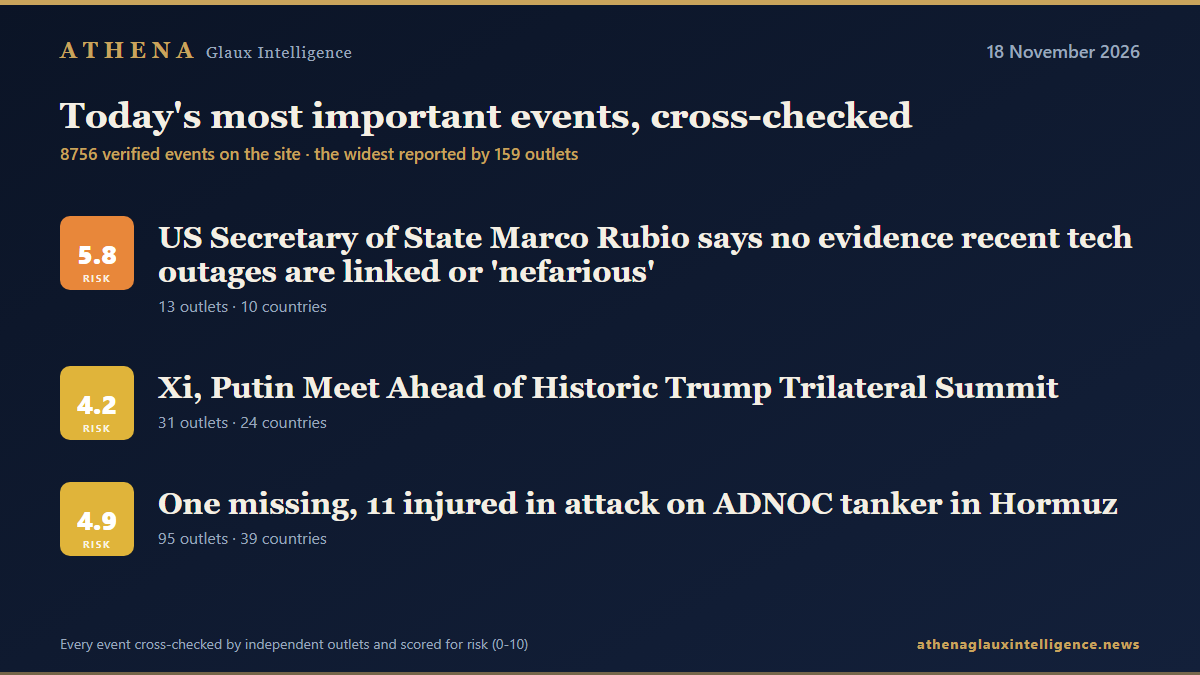 ATHENA Glaux Intelligence
18 November 2026
Today's most important events, cross-checked
8756 verified events on the site · the widest reported by 159 outlets
5.8
RISK
US Secretary of State Marco Rubio says no evidence recent tech
outages are linked or 'nefarious'
13 outlets · 10 countries
4.2
RISK
Xi, Putin Meet Ahead of Historic Trump Trilateral Summit
31 outlets · 24 countries
4.9
RISK
One missing, 11 injured in attack on ADNOC tanker in Hormuz
95 outlets · 39 countries
Every event cross-checked by independent outlets and scored for risk (0-10)
athenaglauxintelligence.news